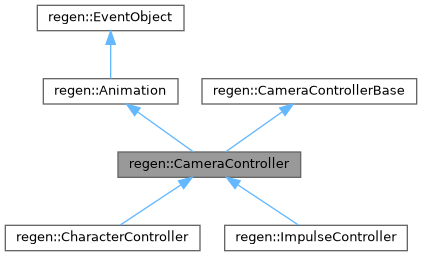 regen::EventObject
regen::Animation
regen::CameraControllerBase
regen::CameraController
regen::CharacterController
regen::ImpulseController